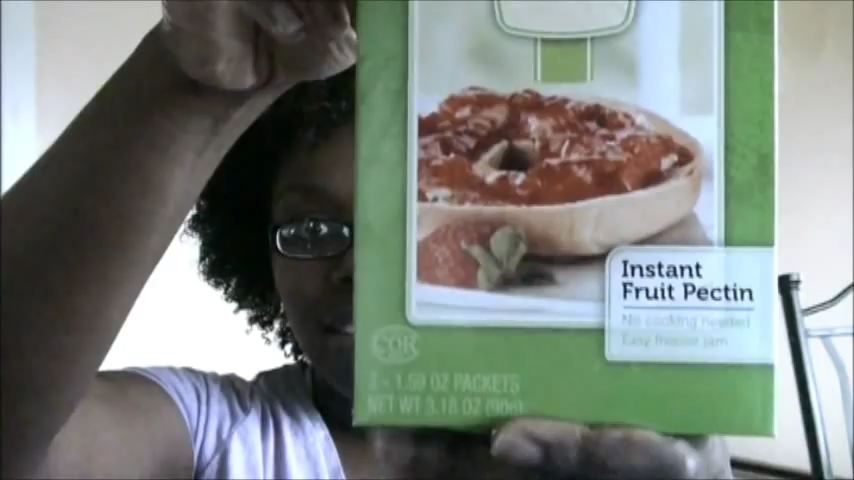 Instant
Fruit Pectin
No cooking needed
Easy freezer jam
SOK
2 - 1.59 OZ PACKETS
NET WT 3.18 OZ (90g)